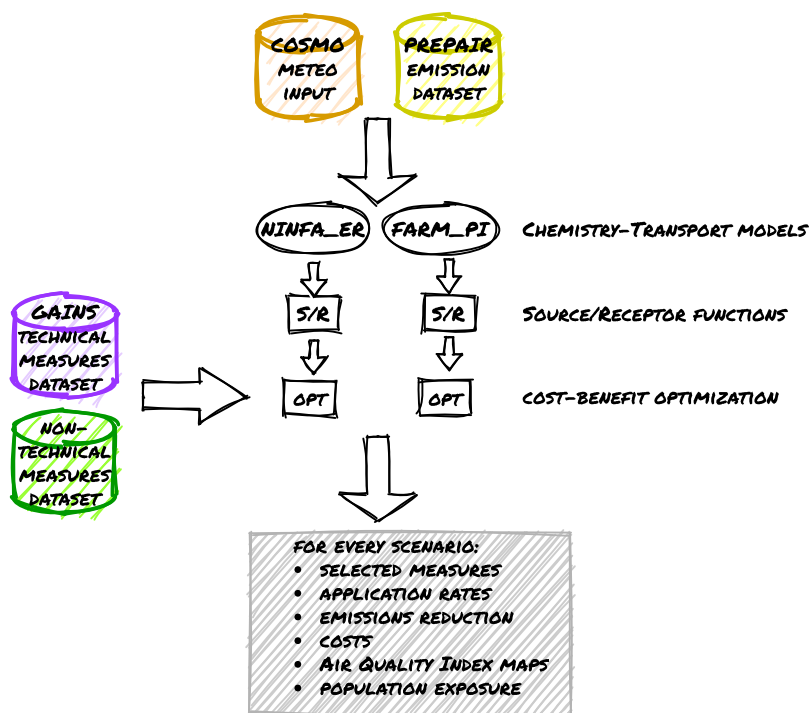 COSMO
METEO
INPUT
PREPAIR
EMISSION
DATASET
NINFA_ER
FARM_PI
CHEMISTRY-TRANSPORT MODELS
S/R
S/R
SOURCE/RECEPTOR FUNCTIONS
GAINS
TECHNICAL
MEASURES
DATASET
OPT
OPT
COST-BENEFIT OPTIMIZATION
NON-
TECHNICAL
MEASURES
DATASET
FOR EVERY SCENARIO:
• SELECTED MEASURES
• APPLICATION RATES
• EMISSIONS REDUCTION
• COSTS
• AIR QUALITY INDEX MAPS
• POPULATION EXPOSURE